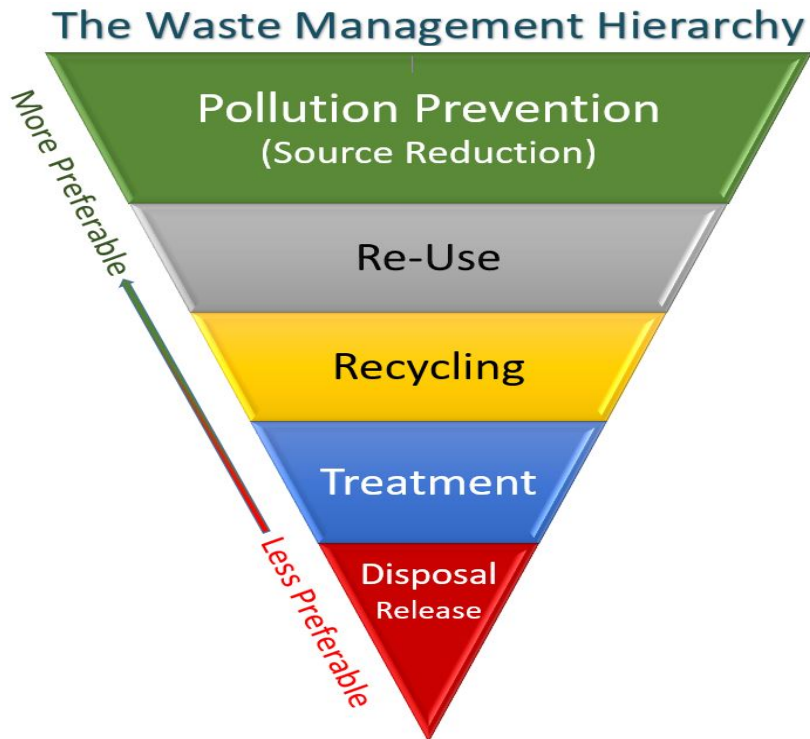 The Waste Management Hierarchy
More Preferable
Pollution Prevention
(Source Reduction)
Re-Use
Recycling
Treatment
Less Preferable
Disposal
Release